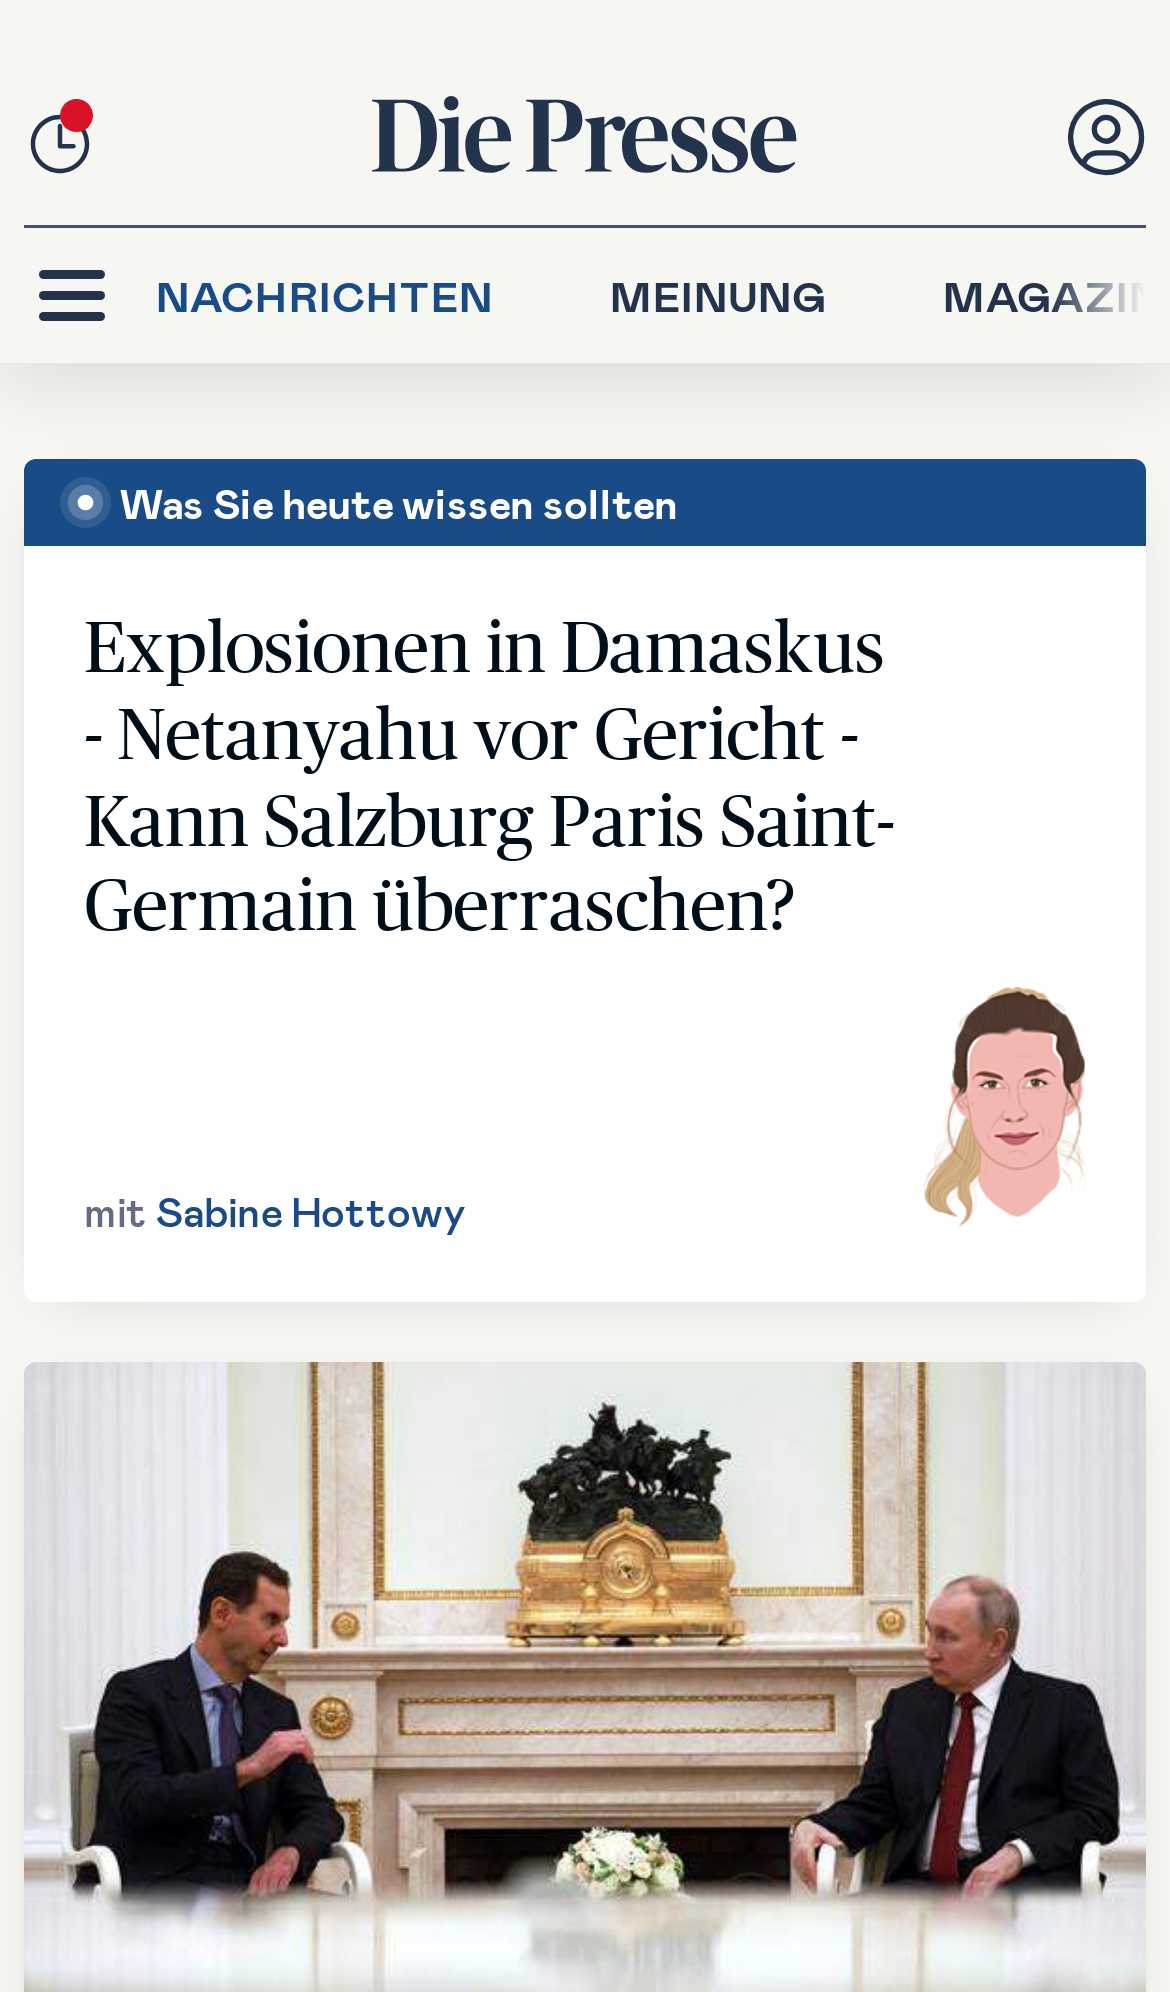 Die Presse
NACHRICHTEN MEINUNG MAGAZIN
Was Sie heute wissen sollten
Explosionen in Damaskus
- Netanyahu vor Gericht -
Kann Salzburg Paris Saint-
Germain überraschen?
mit Sabine Hottowy